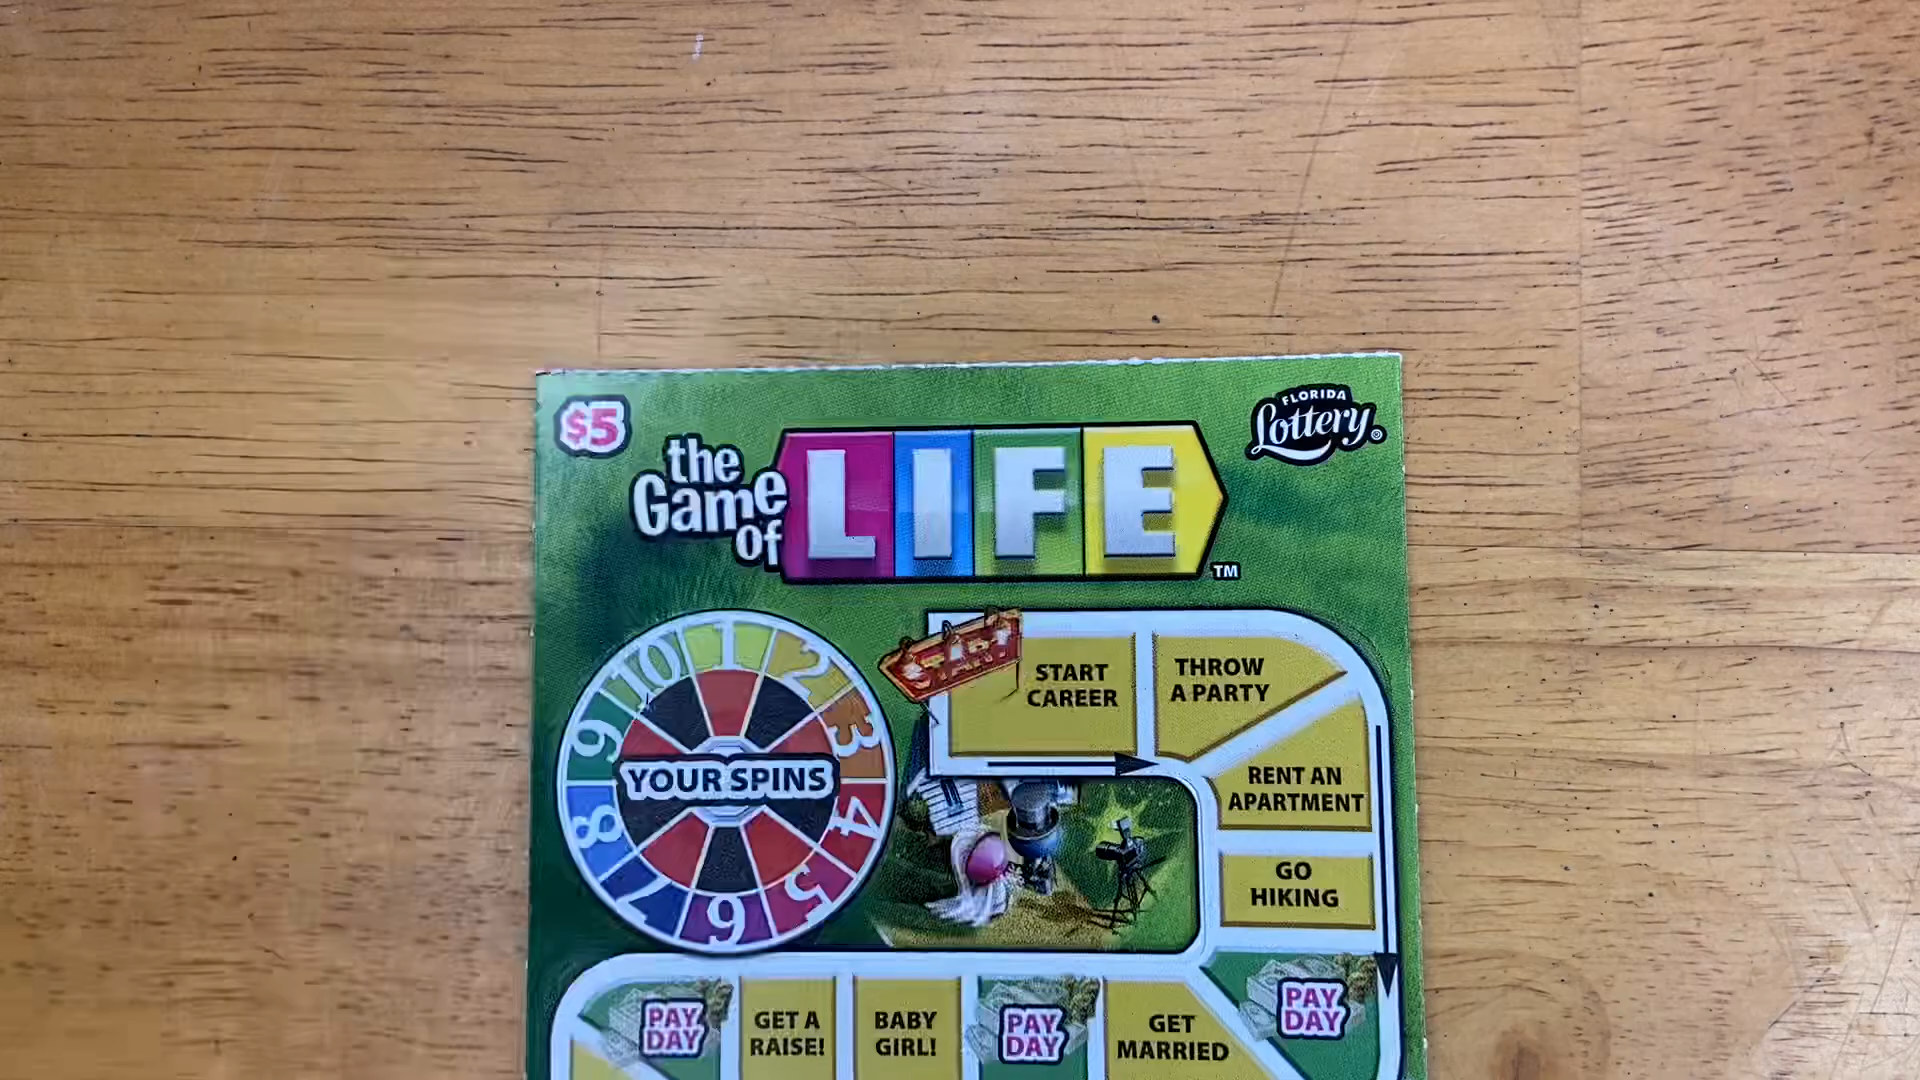 $5
the
Game
of
LIFE
™
FLORIDA
Lottery®
START
START
CAREER
THROW
A PARTY
10
1
2
3
4
5
6
7
8
9
YOUR SPINS
RENT AN
APARTMENT
GO
HIKING
PAY
DAY
GET A
RAISE!
BABY
GIRL!
PAY
DAY
GET
MARRIED
PAY
DAY